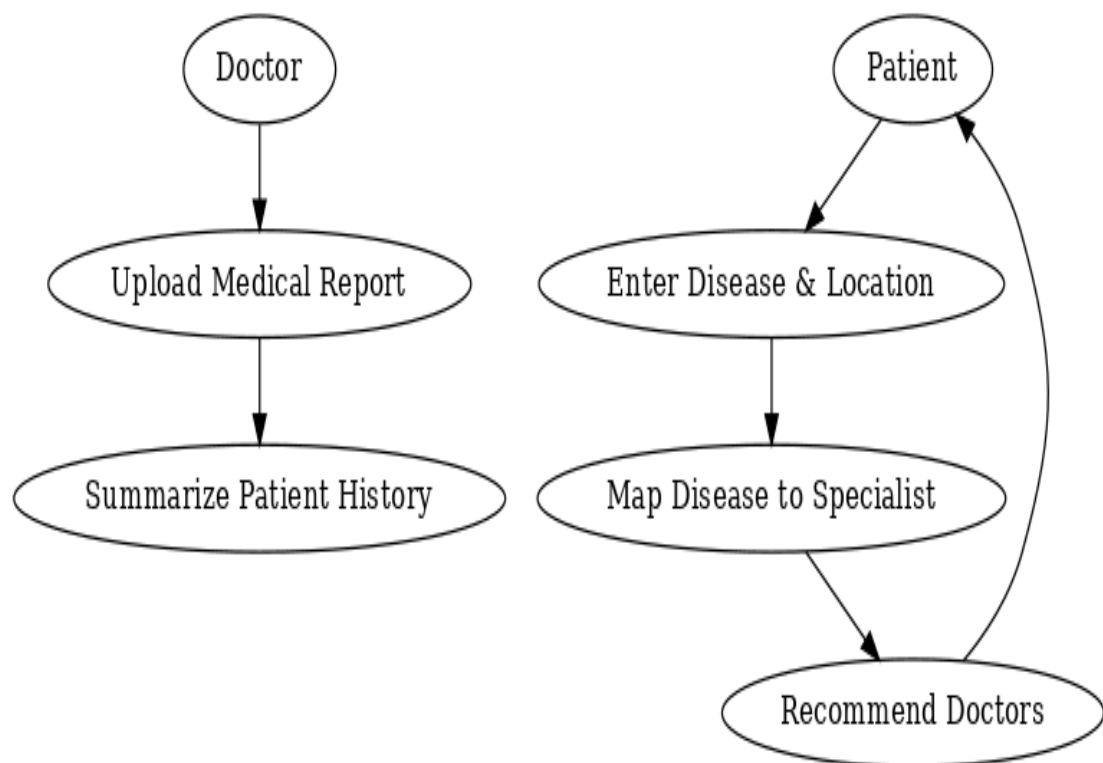 Doctor
Patient
Upload Medical Report
Enter Disease & Location
Summarize Patient History
Map Disease to Specialist
Recommend Doctors